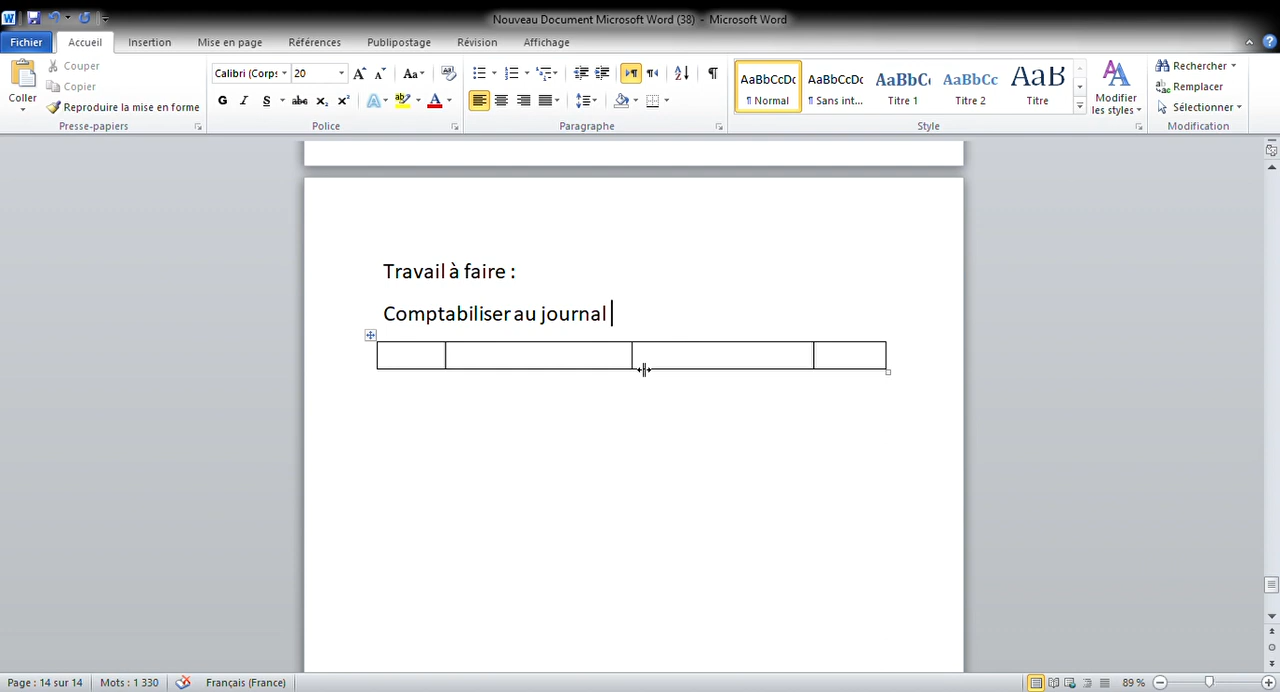 Nouveau Document Microsoft Word (38) - Microsoft Word
Fichier Accueil Insertion Mise en page Références Publipostage Révision Affichage
Coller
Couper
Copier
Reproduire la mise en forme
Presse-papiers
Calibri (Corps 20
Police
Paragraphe
AaBbCcDc AaBbCcDc AaBbC AaBbCc AaB
¶ Normal ¶ Sans int... Titre 1 Titre 2 Titre
Style
Modifier
les styles
Rechercher
Remplacer
Sélectionner
Modification
Travail à faire :
Comptabiliser au journal
Page : 14 sur 14 Mots : 1 330 Français (France) 89 %